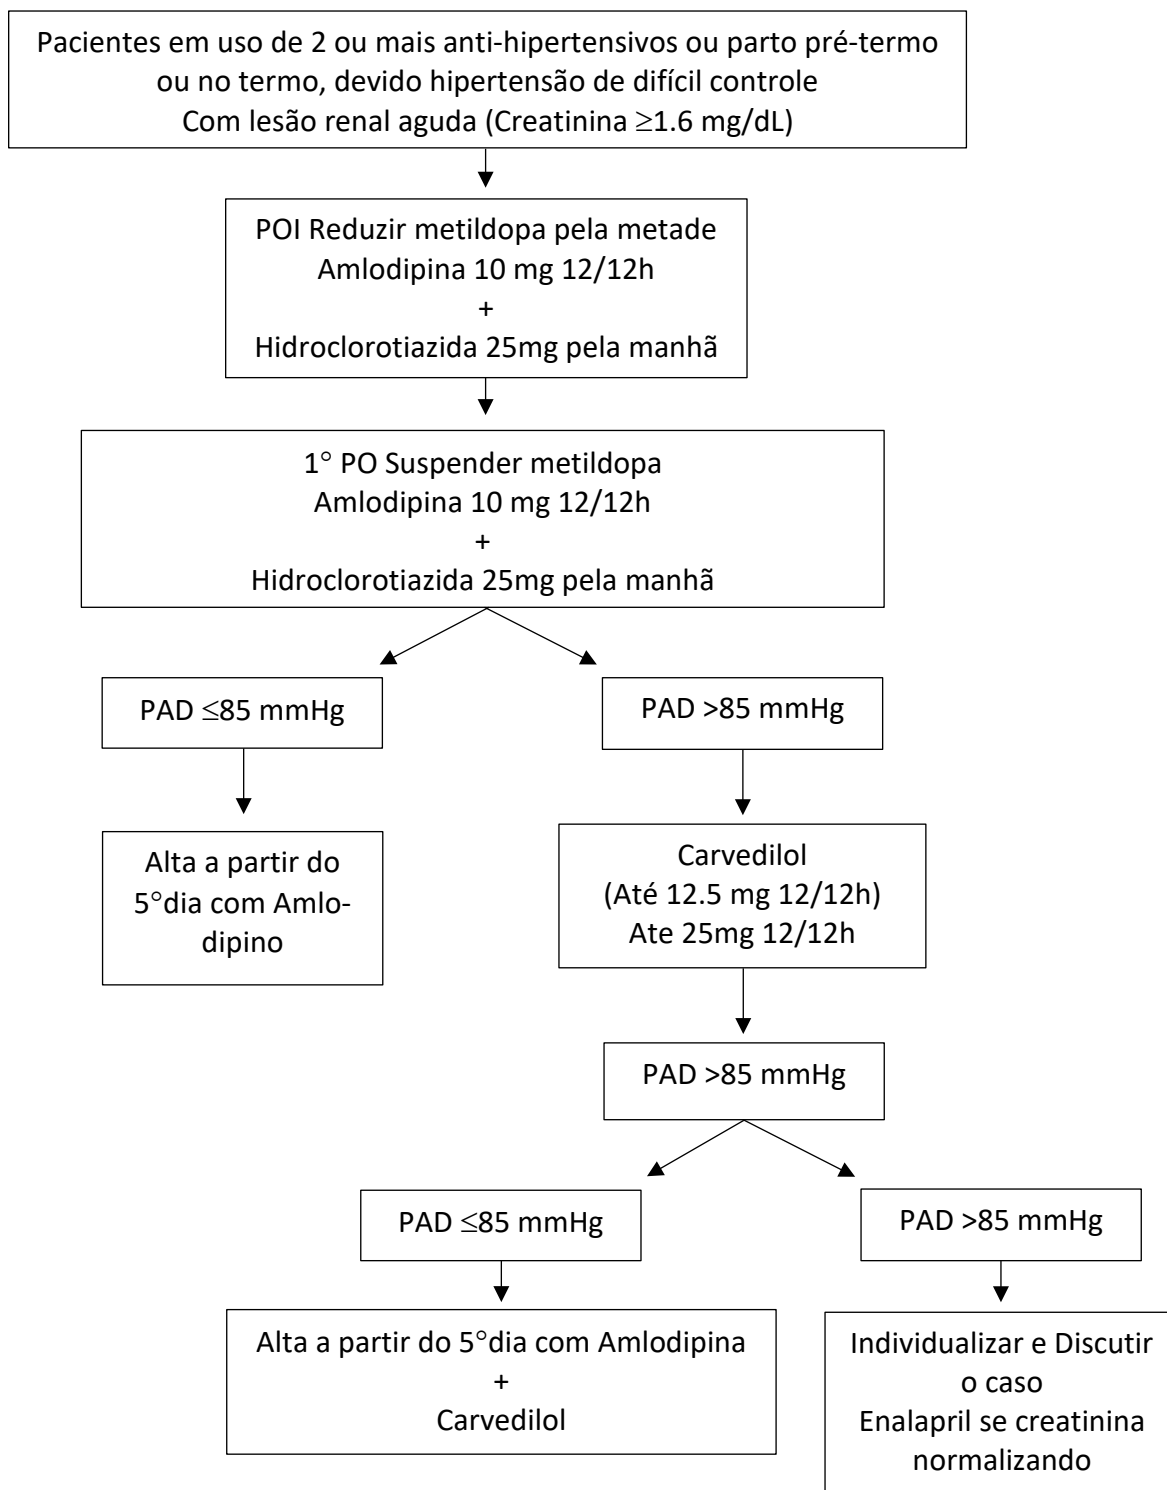 Pacientes em uso de 2 ou mais anti-hipertensivos ou parto pré-termo
ou no termo, devido hipertensão de difícil controle
Com lesão renal aguda (Creatinina ≥1.6 mg/dL)
POI Reduzir metildopa pela metade
Amlodipina 10 mg 12/12h
+
Hidroclorotiazida 25mg pela manhã
1° PO Suspender metildopa
Amlodipina 10 mg 12/12h
+
Hidroclorotiazida 25mg pela manhã
PAD ≤85 mmHg
PAD >85 mmHg
Alta a partir do
5°dia com Amlo-
dipino
Carvedilol
(Até 12.5 mg 12/12h)
Ate 25mg 12/12h
PAD >85 mmHg
PAD ≤85 mmHg
PAD >85 mmHg
Alta a partir do 5°dia com Amlodipina
+
Carvedilol
Individualizar e Discutir
o caso
Enalapril se creatinina
normalizando